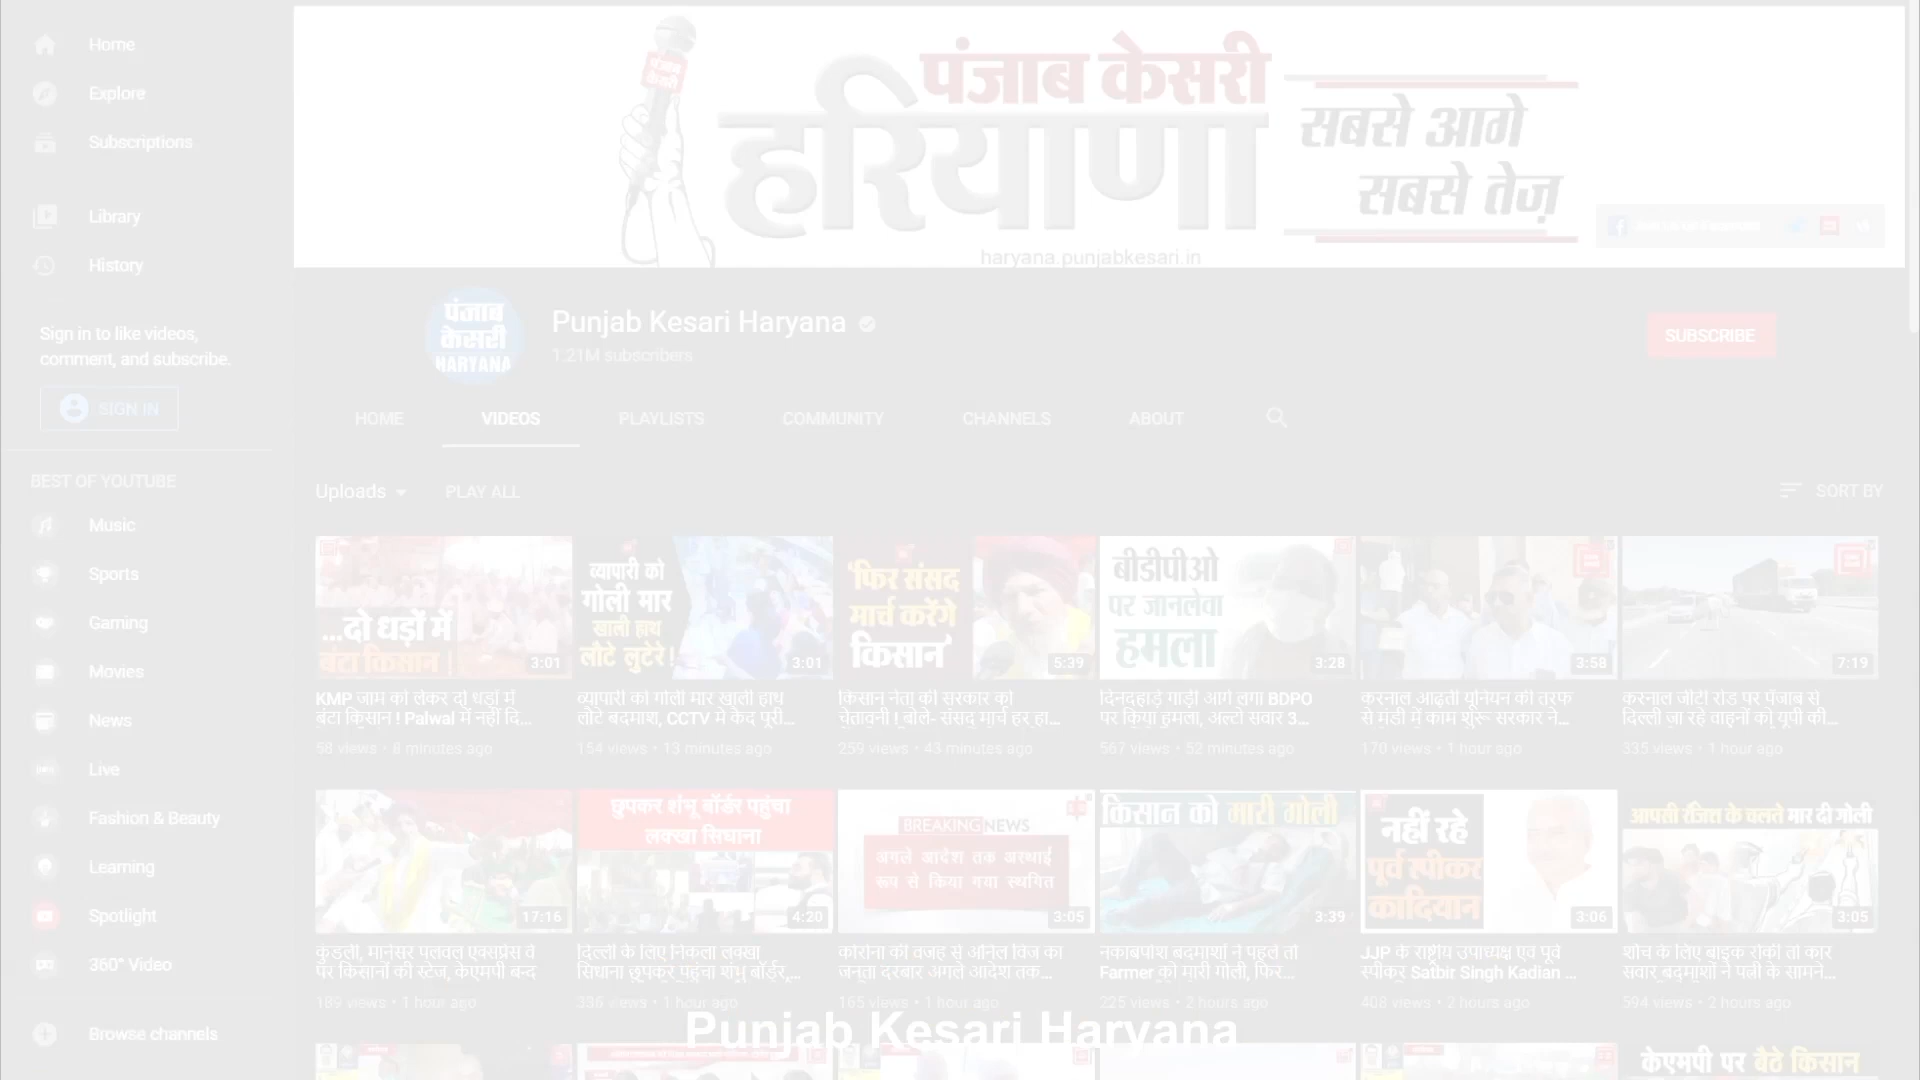 Home
Explore
Subscriptions
Library
History
Sign in to like videos,
comment, and subscribe.
SIGN IN
BEST OF YOUTUBE
Music
Sports
Gaming
Movies
News
Live
Fashion & Beauty
Learning
Spotlight
360° Video
Browse channels
पंजाब केसरी
हरियाणा
सबसे आगे
सबसे तेज़
haryana.punjabkesari.in
पंजाब
केसरी
HARYANA
Punjab Kesari Haryana
1.21M subscribers
SUBSCRIBE
HOME VIDEOS PLAYLISTS COMMUNITY CHANNELS ABOUT
Uploads PLAY ALL SORT BY
...दो धड़ों में
बंटा किसान !
3:01
व्यापारी को
गोली मार
खाली हाथ
लौटे लुटेरे!
3:01
'फिर संसद
मार्च करेंगे
किसान'
5:39
बीडीपीओ
पर जानलेवा
हमला
3:28
3:58
7:19
KMP जाम को लेकर दो धड़ों में
बंटा किसान ! Palwal में नहीं दि...
58 views • 8 minutes ago
व्यापारी को गोली मार खाली हाथ
लौटे बदमाश, CCTV में कैद पूरी...
154 views • 13 minutes ago
किसान नेता की सरकार को
चेतावनी ! बोले- संसद मार्च हर हा...
259 views • 43 minutes ago
दिनदहाड़े गाड़ी आगे लगा BDPO
पर किया हमला, अल्टो सवार 3...
567 views • 52 minutes ago
करनाल आढ़ती यूनियन की तरफ
से मंडी में काम शुरू सरकार ने...
170 views • 1 hour ago
करनाल जीटी रोड पर पंजाब से
दिल्ली जा रहे वाहनों को यूपी की...
335 views • 1 hour ago
17:16
छुपकर शंभू बॉर्डर पहुंचा
लक्खा सिधाना
4:20
BREAKING NEWS
अगले आदेश तक अस्थाई
रूप से किया गया स्थगित
3:05
किसान को मारी गोली
3:39
नहीं रहे
पूर्व स्पीकर
कादियान
3:06
आपसी रंजिश के चलते मार दी गोली
3:05
कुंडली, मानेसर पलवल एक्सप्रेस वे
पर किसानों की स्टेज, केएमपी बन्द
189 views • 1 hour ago
दिल्ली के लिए निकला लक्खा
सिधाना छुपकर पहुंचा शंभू बॉर्डर,...
336 views • 1 hour ago
कोरोना की वजह से अनिल विज का
जनता दरबार अगले आदेश तक...
165 views • 1 hour ago
नकाबपोश बदमाशों ने पहले तो
Farmer को मारी गोली, फिर...
225 views • 2 hours ago
JJP के राष्ट्रीय उपाध्यक्ष एवं पूर्व
स्पीकर Satbir Singh Kadian ...
408 views • 2 hours ago
शौच के लिए बाइक रोकी तो कार
सवार बदमाशों ने पत्नी के सामने...
594 views • 2 hours ago
Punjab Kesari Haryana
केएमपी पर बैठे किसान